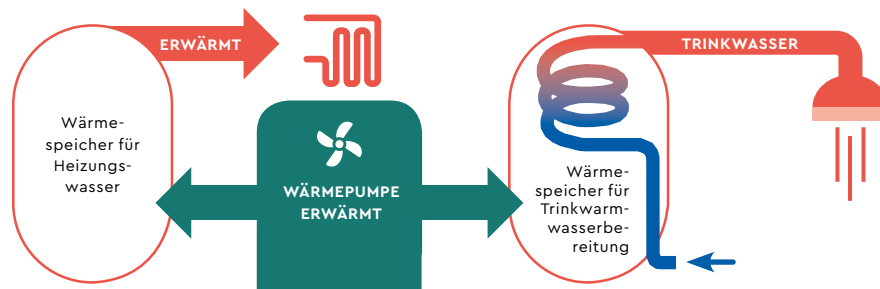 ERWÄRMT
TRINKWASSER
Wärme-
speicher für
Heizungs-
wasser
WÄRMEPUMPE
ERWÄRMT
Wärme-
speicher für
Trinkwarm-
wasserbe-
reitung